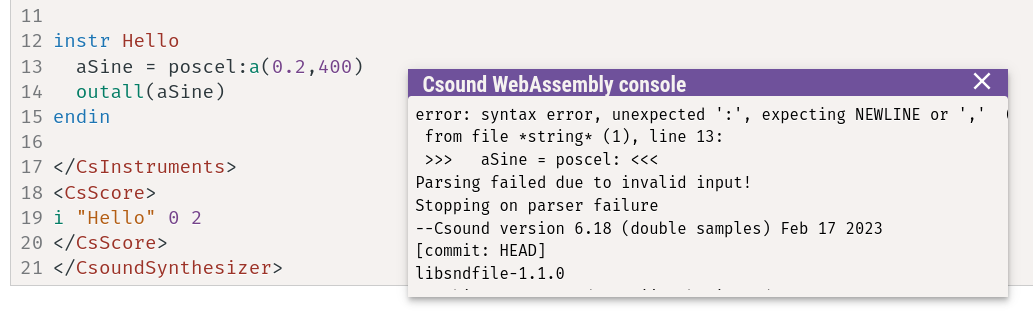 11
12 instr Hello
13 aSine = poscel:a(0.2,400)
14 outall(aSine)
15 endin
16
17 </CsInstruments>
18 <CsScore>
19 i "Hello" 0 2
20 </CsScore>
21 </CsoundSynthesizer>
Csound WebAssembly console
error: syntax error, unexpected ':', expecting NEWLINE or ','
from file *string* (1), line 13:
>>> aSine = poscel: <<<
Parsing failed due to invalid input!
Stopping on parser failure
--Csound version 6.18 (double samples) Feb 17 2023
[commit: HEAD]
libsndfile-1.1.0